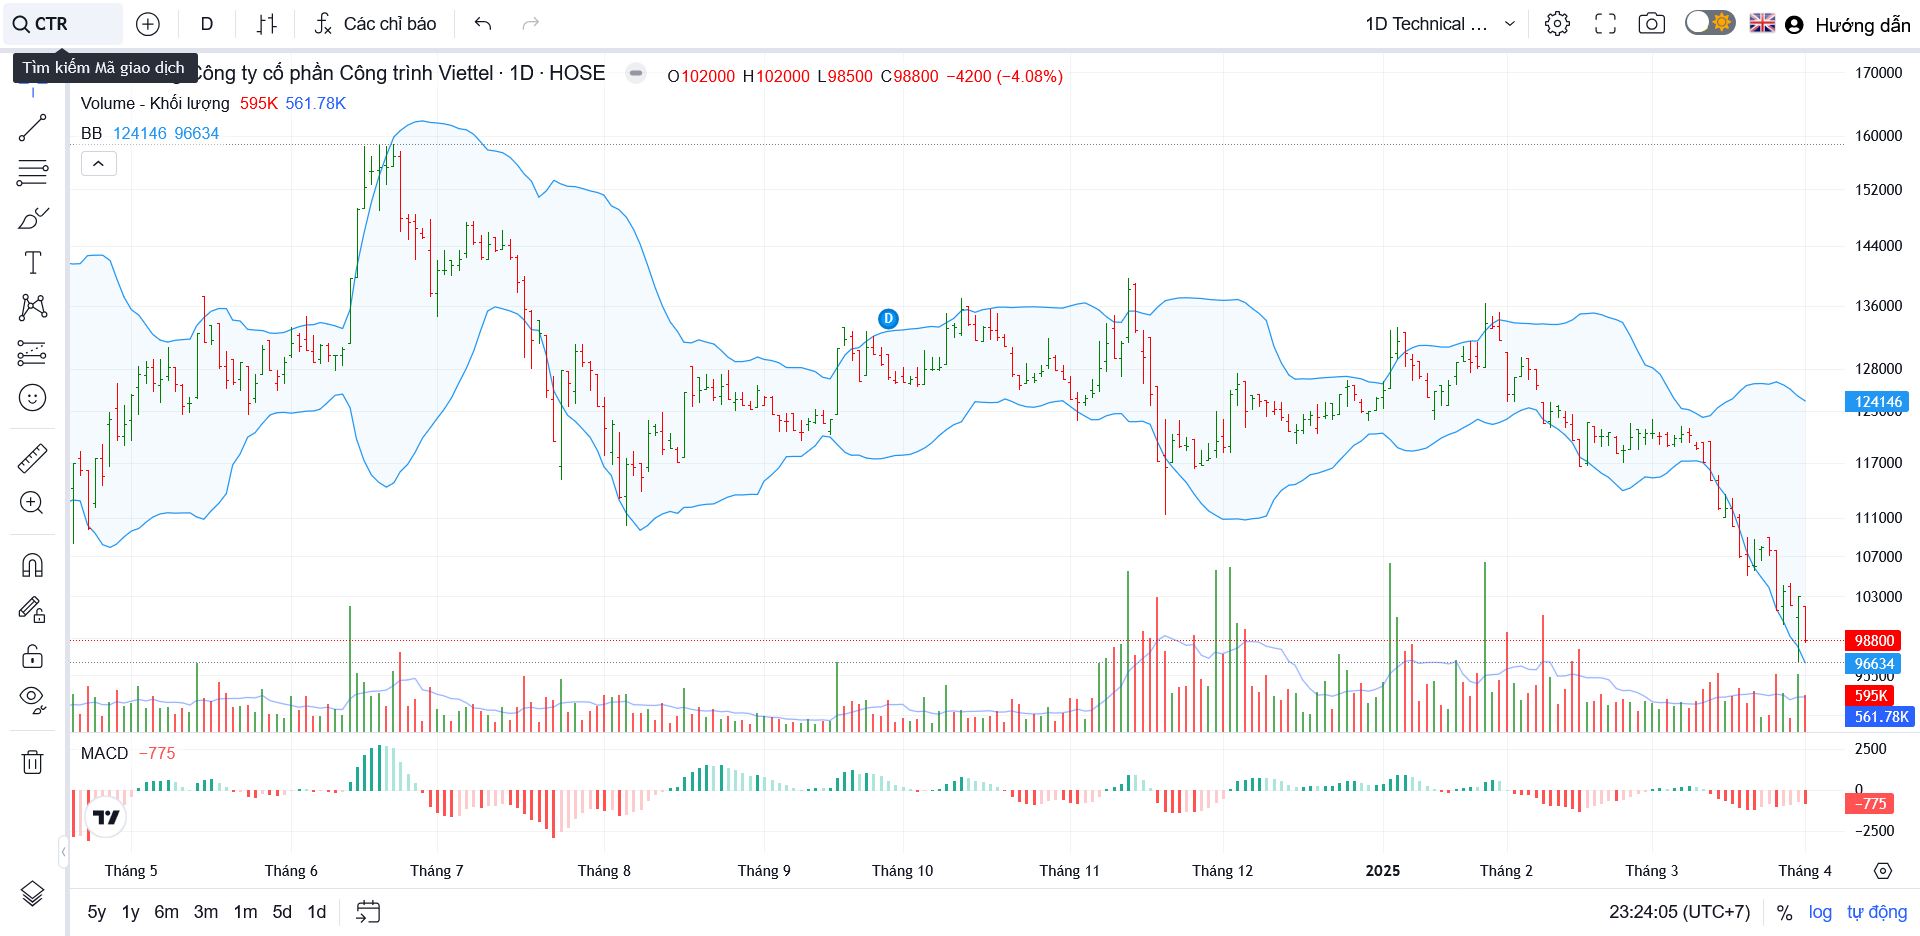 CTR
D
Các chỉ báo
1D Technical ...
Hướng dẫn
Tìm kiếm Mã giao dịch
Công ty cổ phần Công trình Viettel · 1D · HOSE
O102000 H102000 L98500 C98800 −4200 (−4.08%)
Volume - Khối lượng 595K 561.78K
BB 124146 96634
D
170000
160000
152000
144000
136000
128000
124146
123000
117000
111000
107000
103000
98800
96634
95500
595K
561.78K
MACD −775
2500
0
−775
−2500
Tháng 5 Tháng 6 Tháng 7 Tháng 8 Tháng 9 Tháng 10 Tháng 11 Tháng 12 2025 Tháng 2 Tháng 3 Tháng 4
5y 1y 6m 3m 1m 5d 1d
23:24:05 (UTC+7) % log tự động